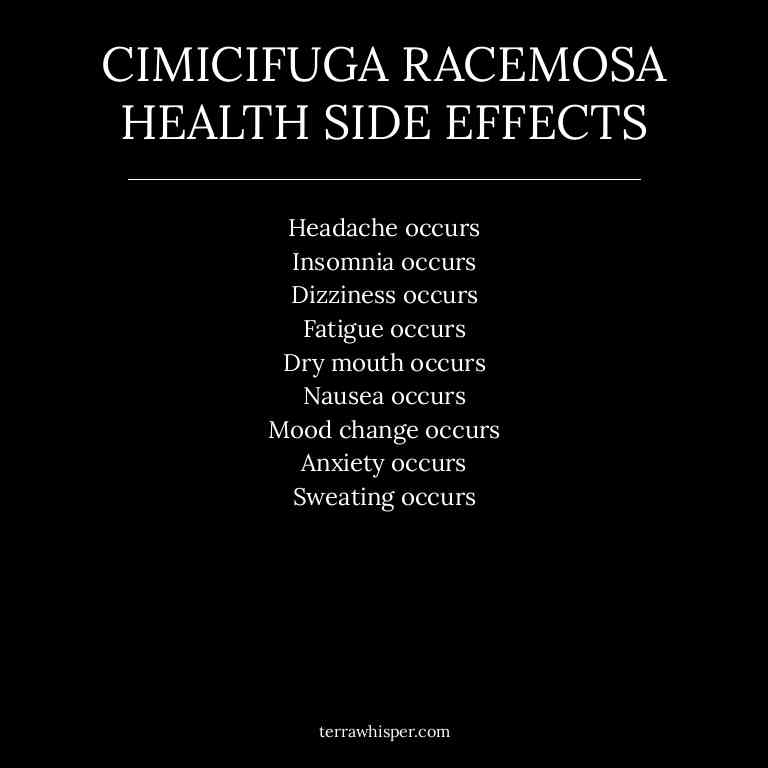 CIMICIFUGA RACEMOSA
HEALTH SIDE EFFECTS
Headache occurs
Insomnia occurs
Dizziness occurs
Fatigue occurs
Dry mouth occurs
Nausea occurs
Mood change occurs
Anxiety occurs
Sweating occurs
terrawhisper.com